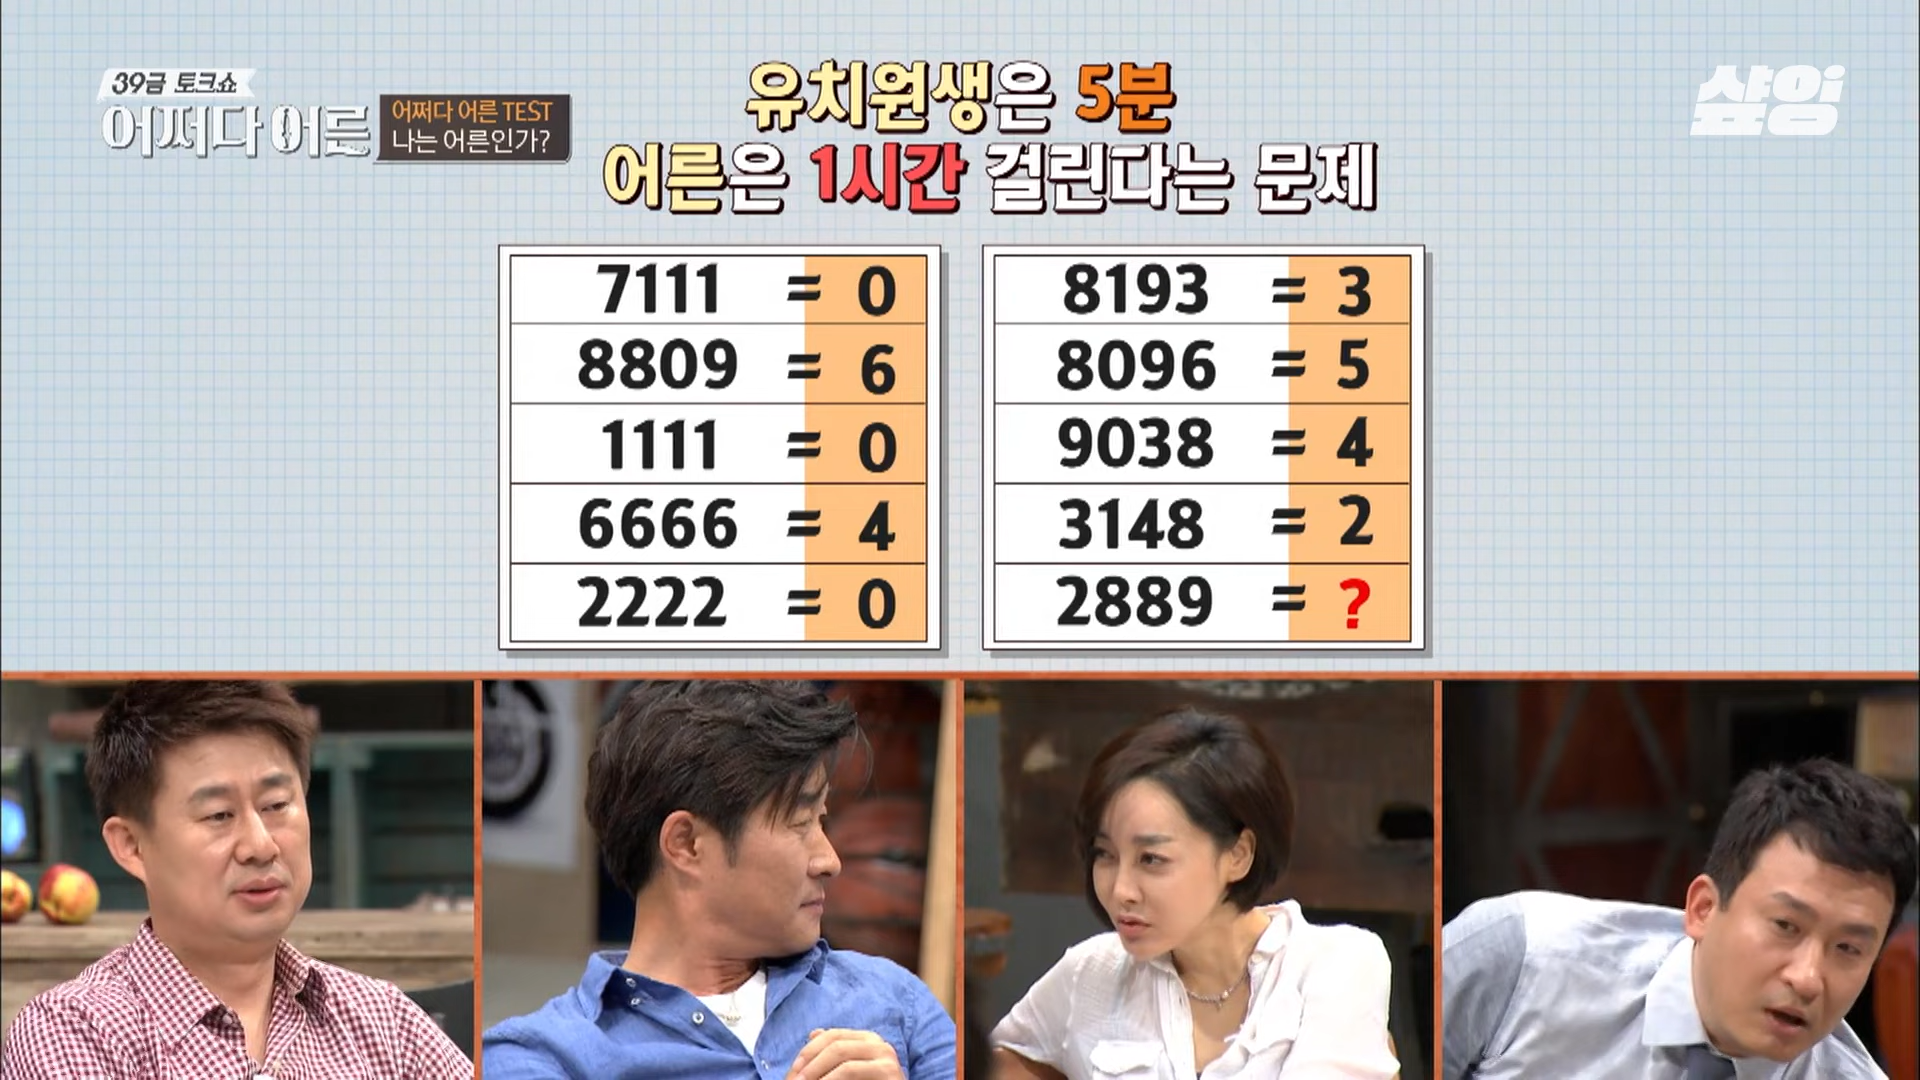 39금 토크쇼
어쩌다 어른
어쩌다 어른 TEST
나는 어른인가?
유치원생은 5분
어른은 1시간 걸린다는 문제
샾잉
7111 = 0
8809 = 6
1111 = 0
6666 = 4
2222 = 0
8193 = 3
8096 = 5
9038 = 4
3148 = 2
2889 = ?